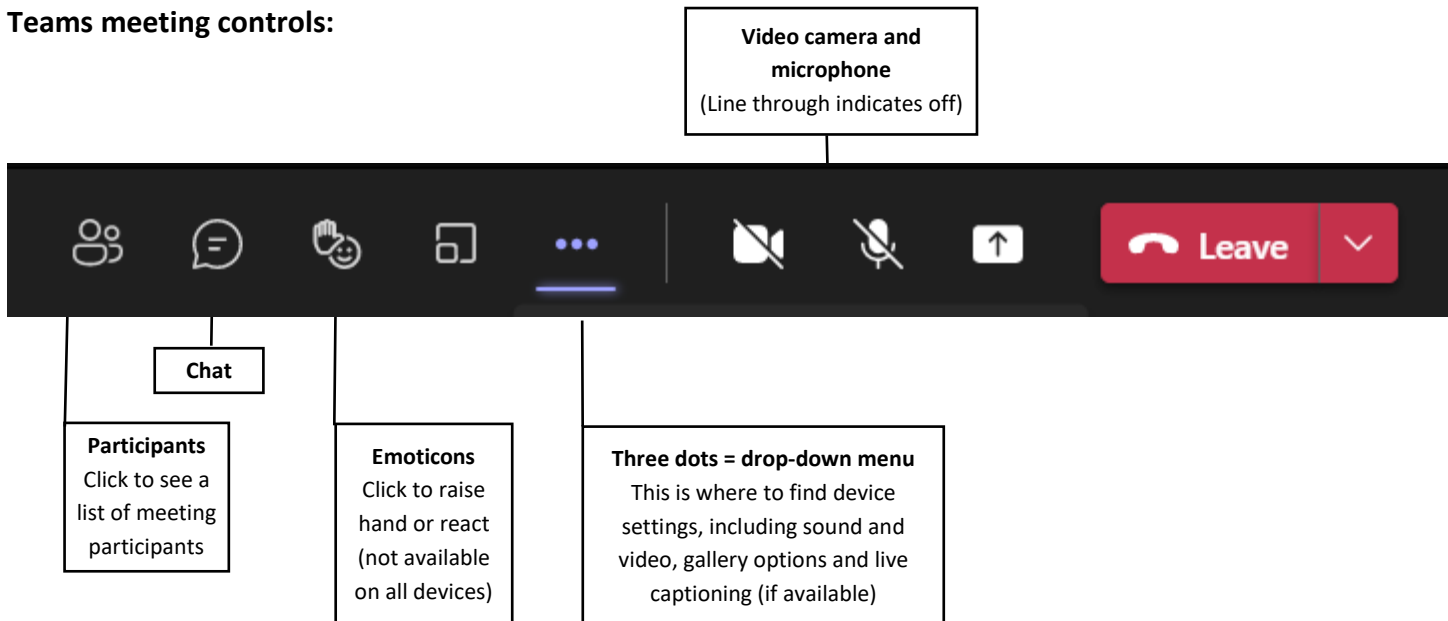 Teams meeting controls:
Video camera and
microphone
(Line through indicates off)
Leave
Chat
Participants
Click to see a
list of meeting
participants
Emoticons
Click to raise
hand or react
(not available
on all devices)
Three dots = drop-down menu
This is where to find device
settings, including sound and
video, gallery options and live
captioning (if available)